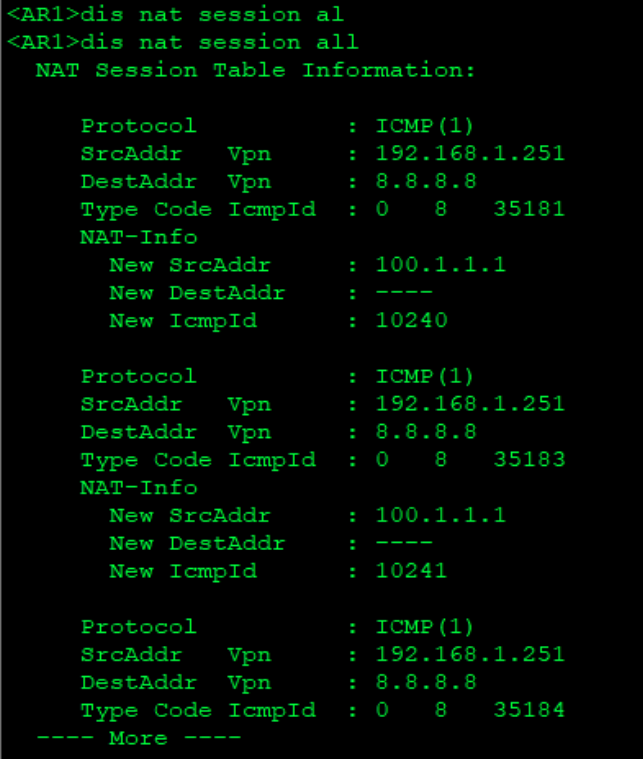 <AR1>dis nat session al
<AR1>dis nat session all
  NAT Session Table Information:

     Protocol          : ICMP(1)
     SrcAddr   Vpn     : 192.168.1.251
     DestAddr  Vpn     : 8.8.8.8
     Type Code IcmpId  : 0   8   35181
     NAT-Info
       New SrcAddr     : 100.1.1.1
       New DestAddr    : ----
       New IcmpId      : 10240

     Protocol          : ICMP(1)
     SrcAddr   Vpn     : 192.168.1.251
     DestAddr  Vpn     : 8.8.8.8
     Type Code IcmpId  : 0   8   35183
     NAT-Info
       New SrcAddr     : 100.1.1.1
       New DestAddr    : ----
       New IcmpId      : 10241

     Protocol          : ICMP(1)
     SrcAddr   Vpn     : 192.168.1.251
     DestAddr  Vpn     : 8.8.8.8
     Type Code IcmpId  : 0   8   35184
  ---- More ----